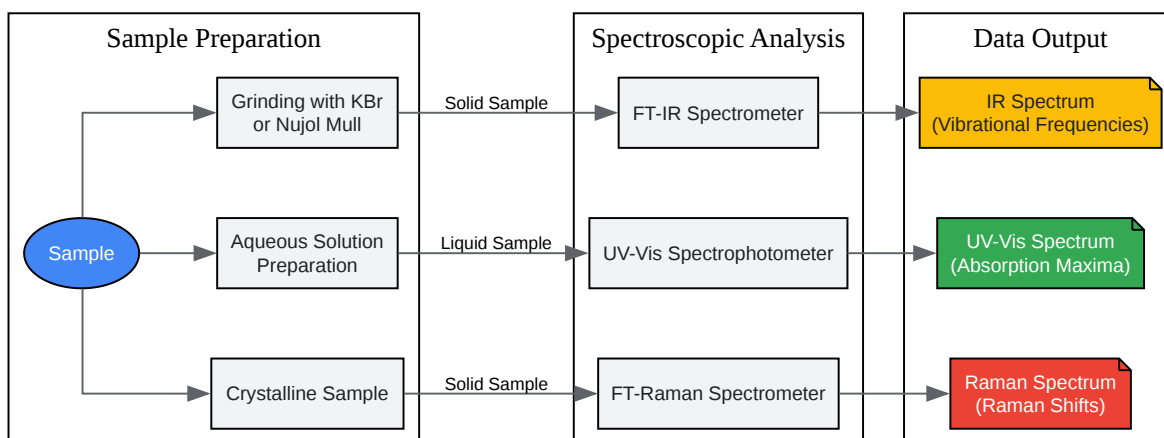 Sample Preparation
Spectroscopic Analysis
Data Output
Grinding with KBr
or Nujol Mull
Solid Sample
FT-IR Spectrometer
IR Spectrum
(Vibrational Frequencies)
Sample
Aqueous Solution
Preparation
Liquid Sample
UV-Vis Spectrophotometer
UV-Vis Spectrum
(Absorption Maxima)
Crystalline Sample
Solid Sample
FT-Raman Spectrometer
Raman Spectrum
(Raman Shifts)